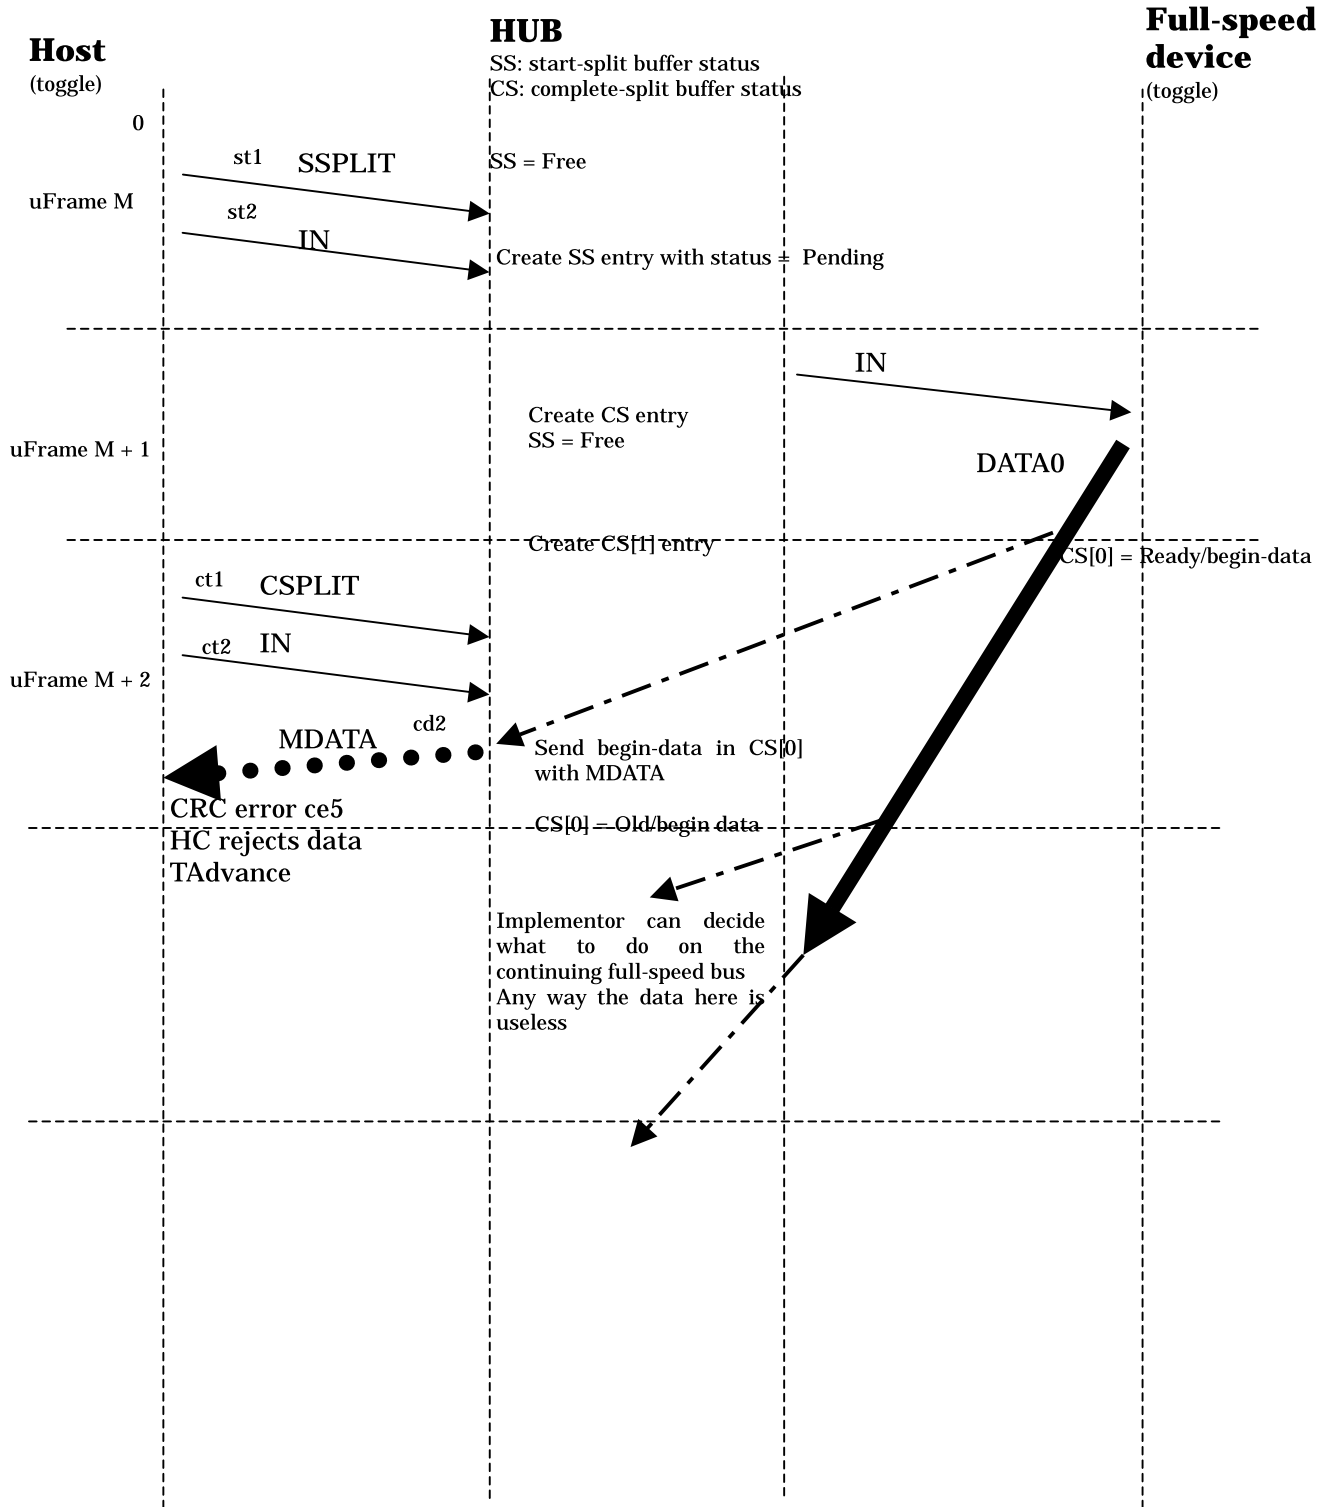 Host
(toggle)
HUB
SS: start-split buffer status
CS: complete-split buffer status
Full-speed
device
(toggle)
0
st1 SSPLIT
SS = Free
uFrame M
st2
IN
Create SS entry with status = Pending
IN
Create CS entry
SS = Free
uFrame M + 1
DATA0
Create CS[1] entry
CS[0] = Ready/begin-data
ct1 CSPLIT
ct2 IN
uFrame M + 2
cd2
MDATA
Send begin-data in CS[0]
with MDATA
CRC error ce5
HC rejects data
TAdvance
CS[0] = Old/begin data
Implementor can decide
what to do on the
continuing full-speed bus
Any way the data here is
useless